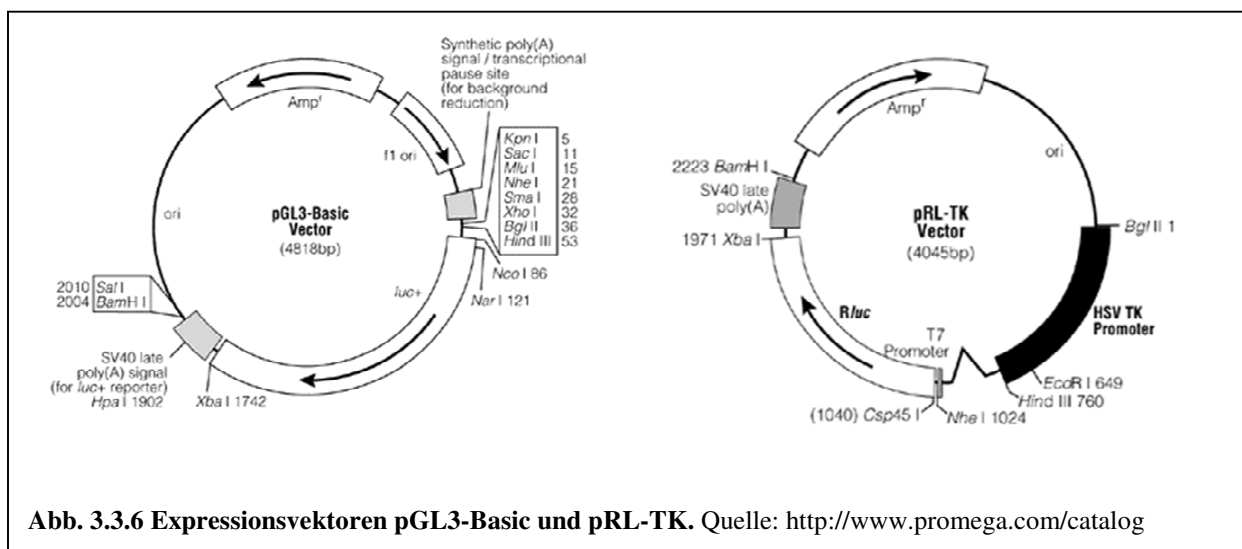 Synthetic poly(A)
signal / transcriptional
pause site
(for background
reduction)
Ampʳ
f1 ori
Kpn I 5
Sac I 11
Mlu I 15
Nhe I 21
Sma I 28
Xho I 32
Bgl II 36
Hind III 53
ori
pGL3-Basic
Vector
(4818bp)
Nco I 86
Nar I 121
luc+
2010 Sal I
2004 BamH I
SV40 late
poly(A) signal
(for luc+ reporter)
Hpa I 1902
Xba I 1742
Ampʳ
ori
2223 BamH I
SV40 late
poly(A)
1971 Xba I
pRL-TK
Vector
(4045bp)
Bgl II 1
Rluc
HSV TK
Promoter
T7
Promoter
EcoR I 649
Hind III 760
(1040) Csp45 I
Nhe I 1024
Abb. 3.3.6 Expressionsvektoren pGL3-Basic und pRL-TK. Quelle: http://www.promega.com/catalog